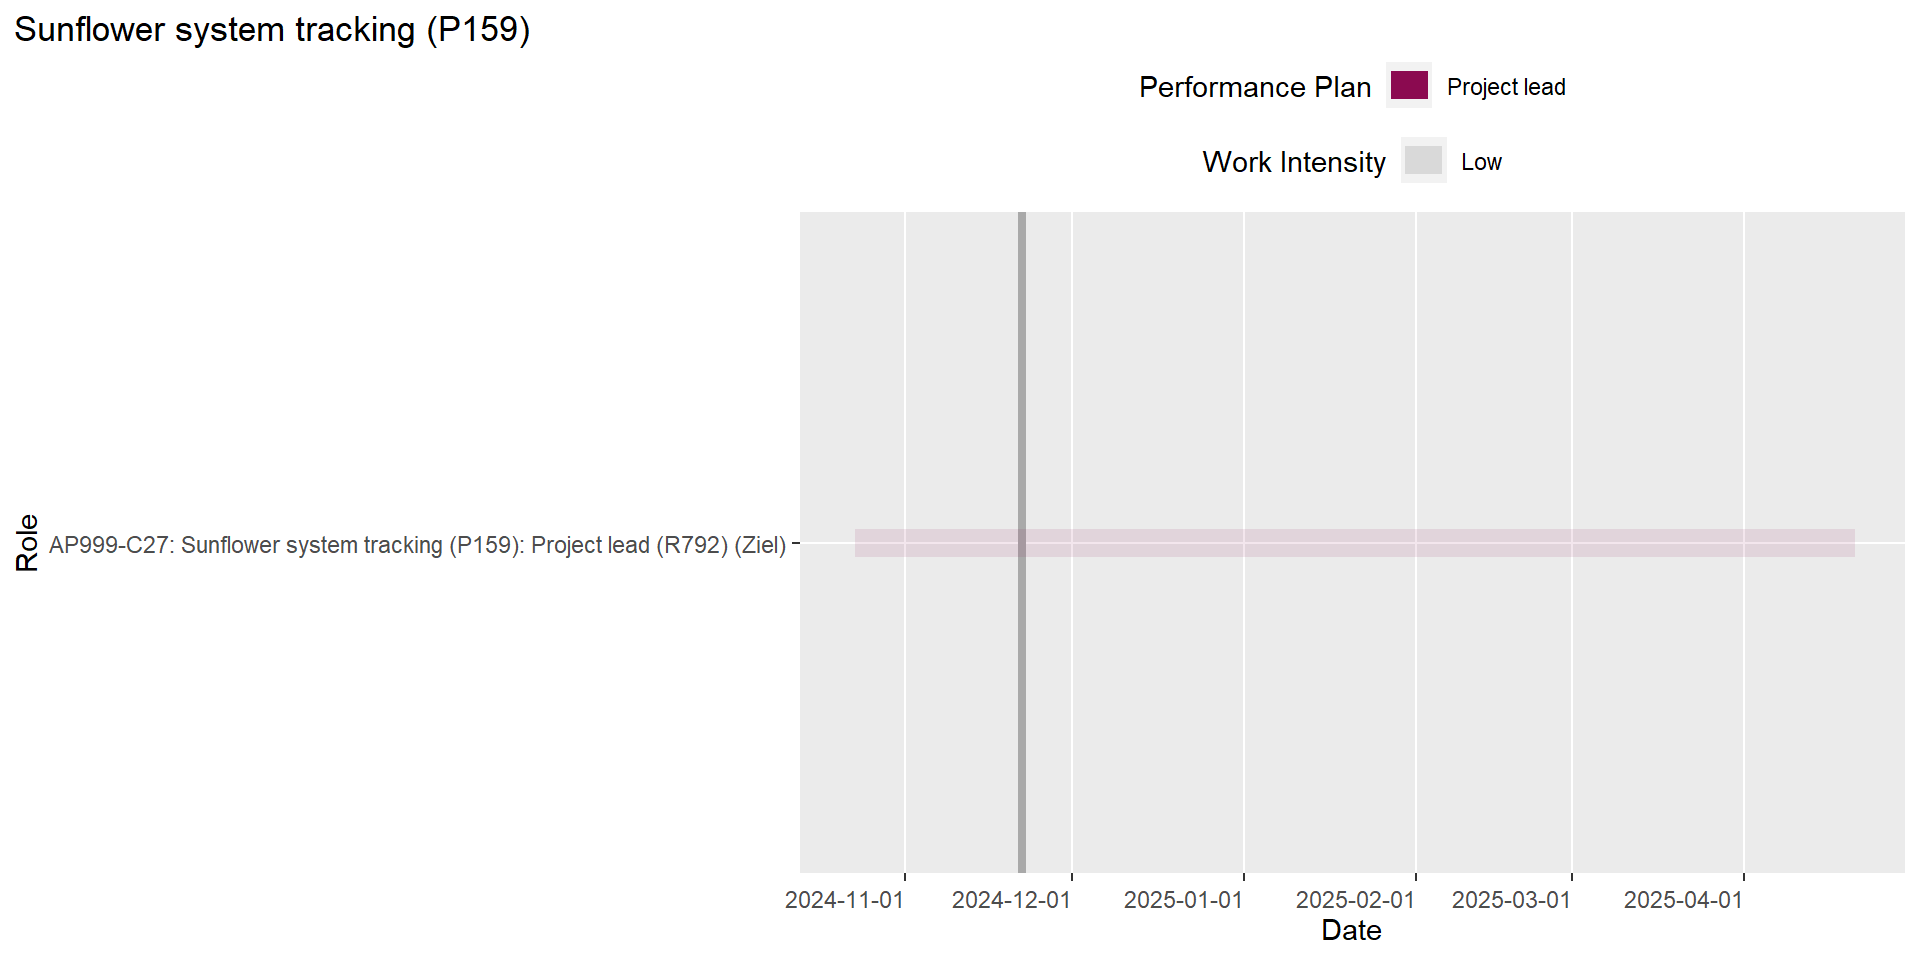 Sunflower system tracking (P159)
Performance Plan Project lead
Work Intensity Low
Role
AP999-C27: Sunflower system tracking (P159): Project lead (R792) (Ziel)
2024-11-01 2024-12-01 2025-01-01 2025-02-01 2025-03-01 2025-04-01
Date